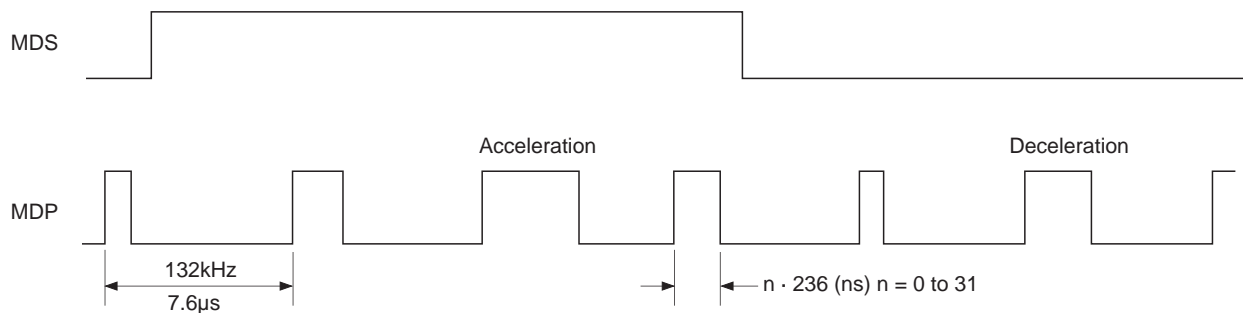 MDS
Acceleration
Deceleration
MDP
132kHz
7.6μs
n · 236 (ns) n = 0 to 31